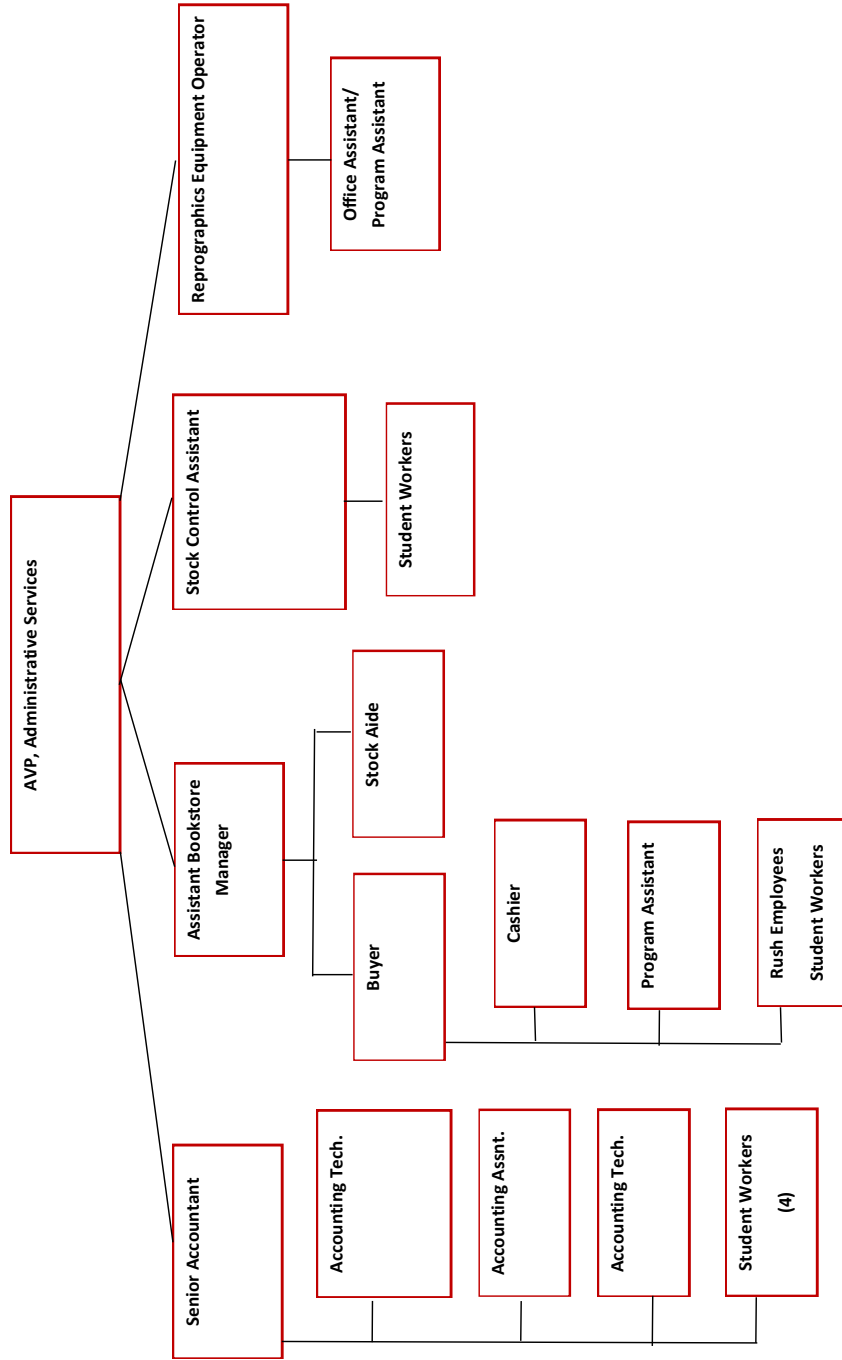 AVP, Administrative Services
Senior Accountant
Assistant Bookstore
Manager
Stock Control Assistant
Reprographics Equipment Operator
Accounting Tech.
Accounting Assnt.
Accounting Tech.
Student Workers
(4)
Buyer
Stock Aide
Cashier
Program Assistant
Rush Employees
Student Workers
Student Workers
Office Assistant/
Program Assistant